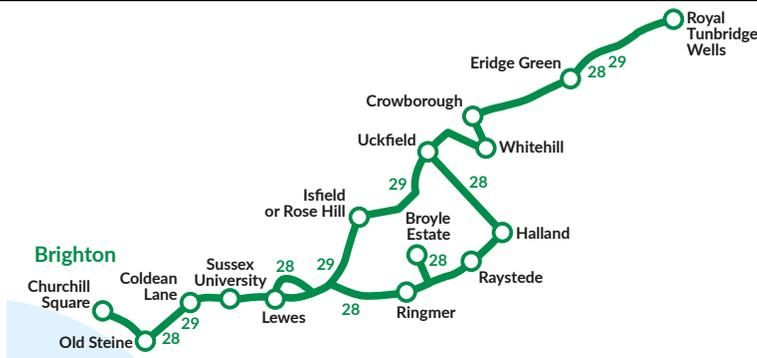 Royal
Tunbridge
Wells
Eridge Green
28
29
Crowborough
Uckfield
Whitehill
29
28
Isfield
or Rose Hill
Broyle
Estate
Halland
28
Brighton
Sussex
University
28
29
Raystede
Churchill
Square
Coldean
Lane
Lewes
28
Ringmer
29
28
Old Steine